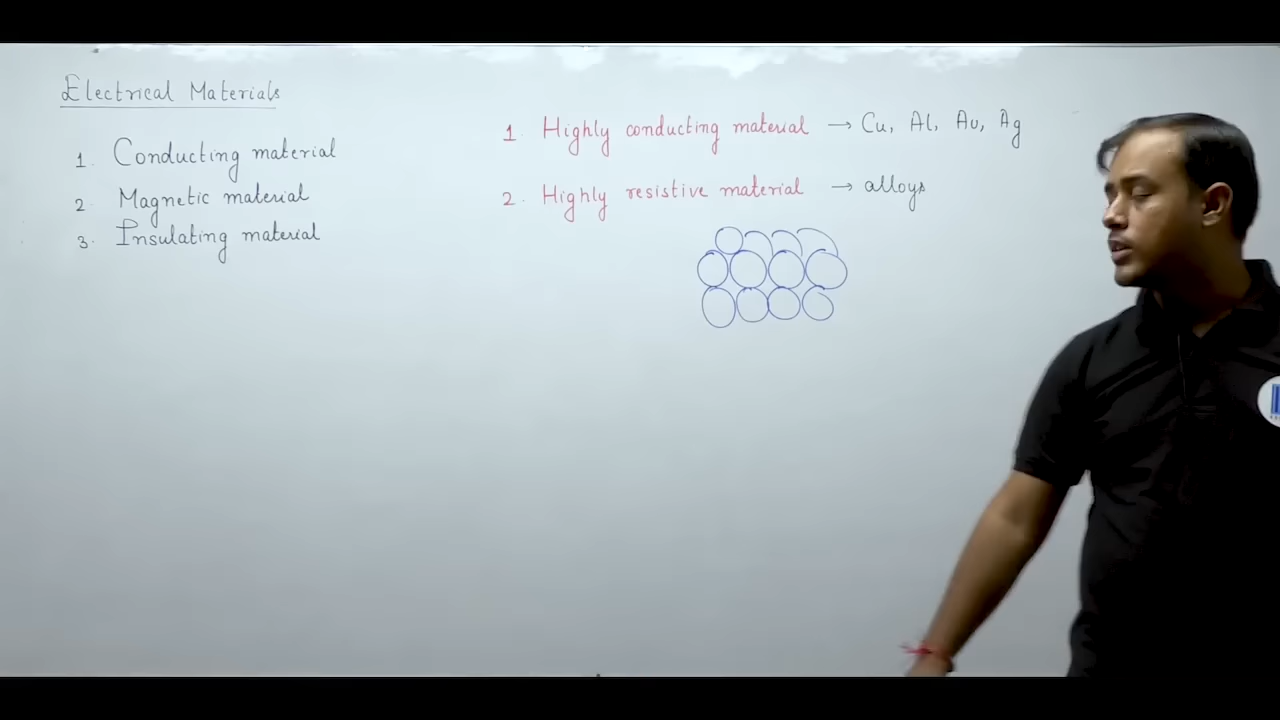 Electrical Materials
1. Conducting material
2. Magnetic material
3. Insulating material
1. Highly conducting material → Cu, Al, Au, Ag
2. Highly resistive material → alloys